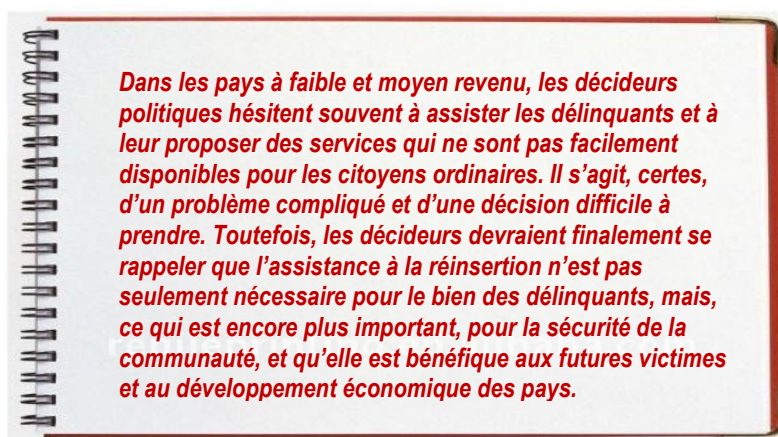 Dans les pays à faible et moyen revenu, les décideurs
politiques hésitent souvent à assister les délinquants et à
leur proposer des services qui ne sont pas facilement
disponibles pour les citoyens ordinaires. Il s’agit, certes,
d’un problème compliqué et d’une décision difficile à
prendre. Toutefois, les décideurs devraient finalement se
rappeler que l’assistance à la réinsertion n’est pas
seulement nécessaire pour le bien des délinquants, mais,
ce qui est encore plus important, pour la sécurité de la
communauté, et qu’elle est bénéfique aux futures victimes
et au développement économique des pays.